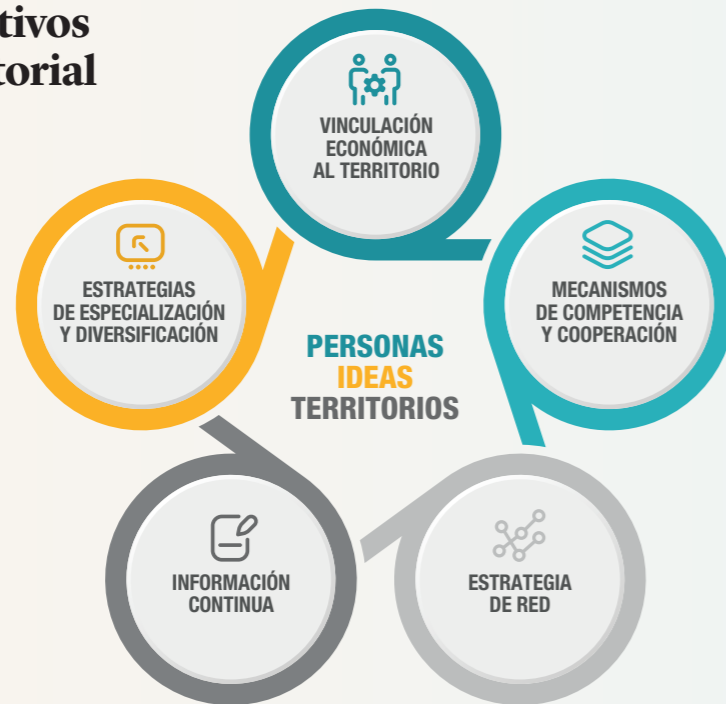 tivos
torial
VINCULACIÓN
ECONÓMICA
AL TERRITORIO
ESTRATEGIAS
DE ESPECIALIZACIÓN
Y DIVERSIFICACIÓN
MECANISMOS
DE COMPETENCIA
Y COOPERACIÓN
PERSONAS
IDEAS
TERRITORIOS
INFORMACIÓN
CONTINUA
ESTRATEGIA
DE RED